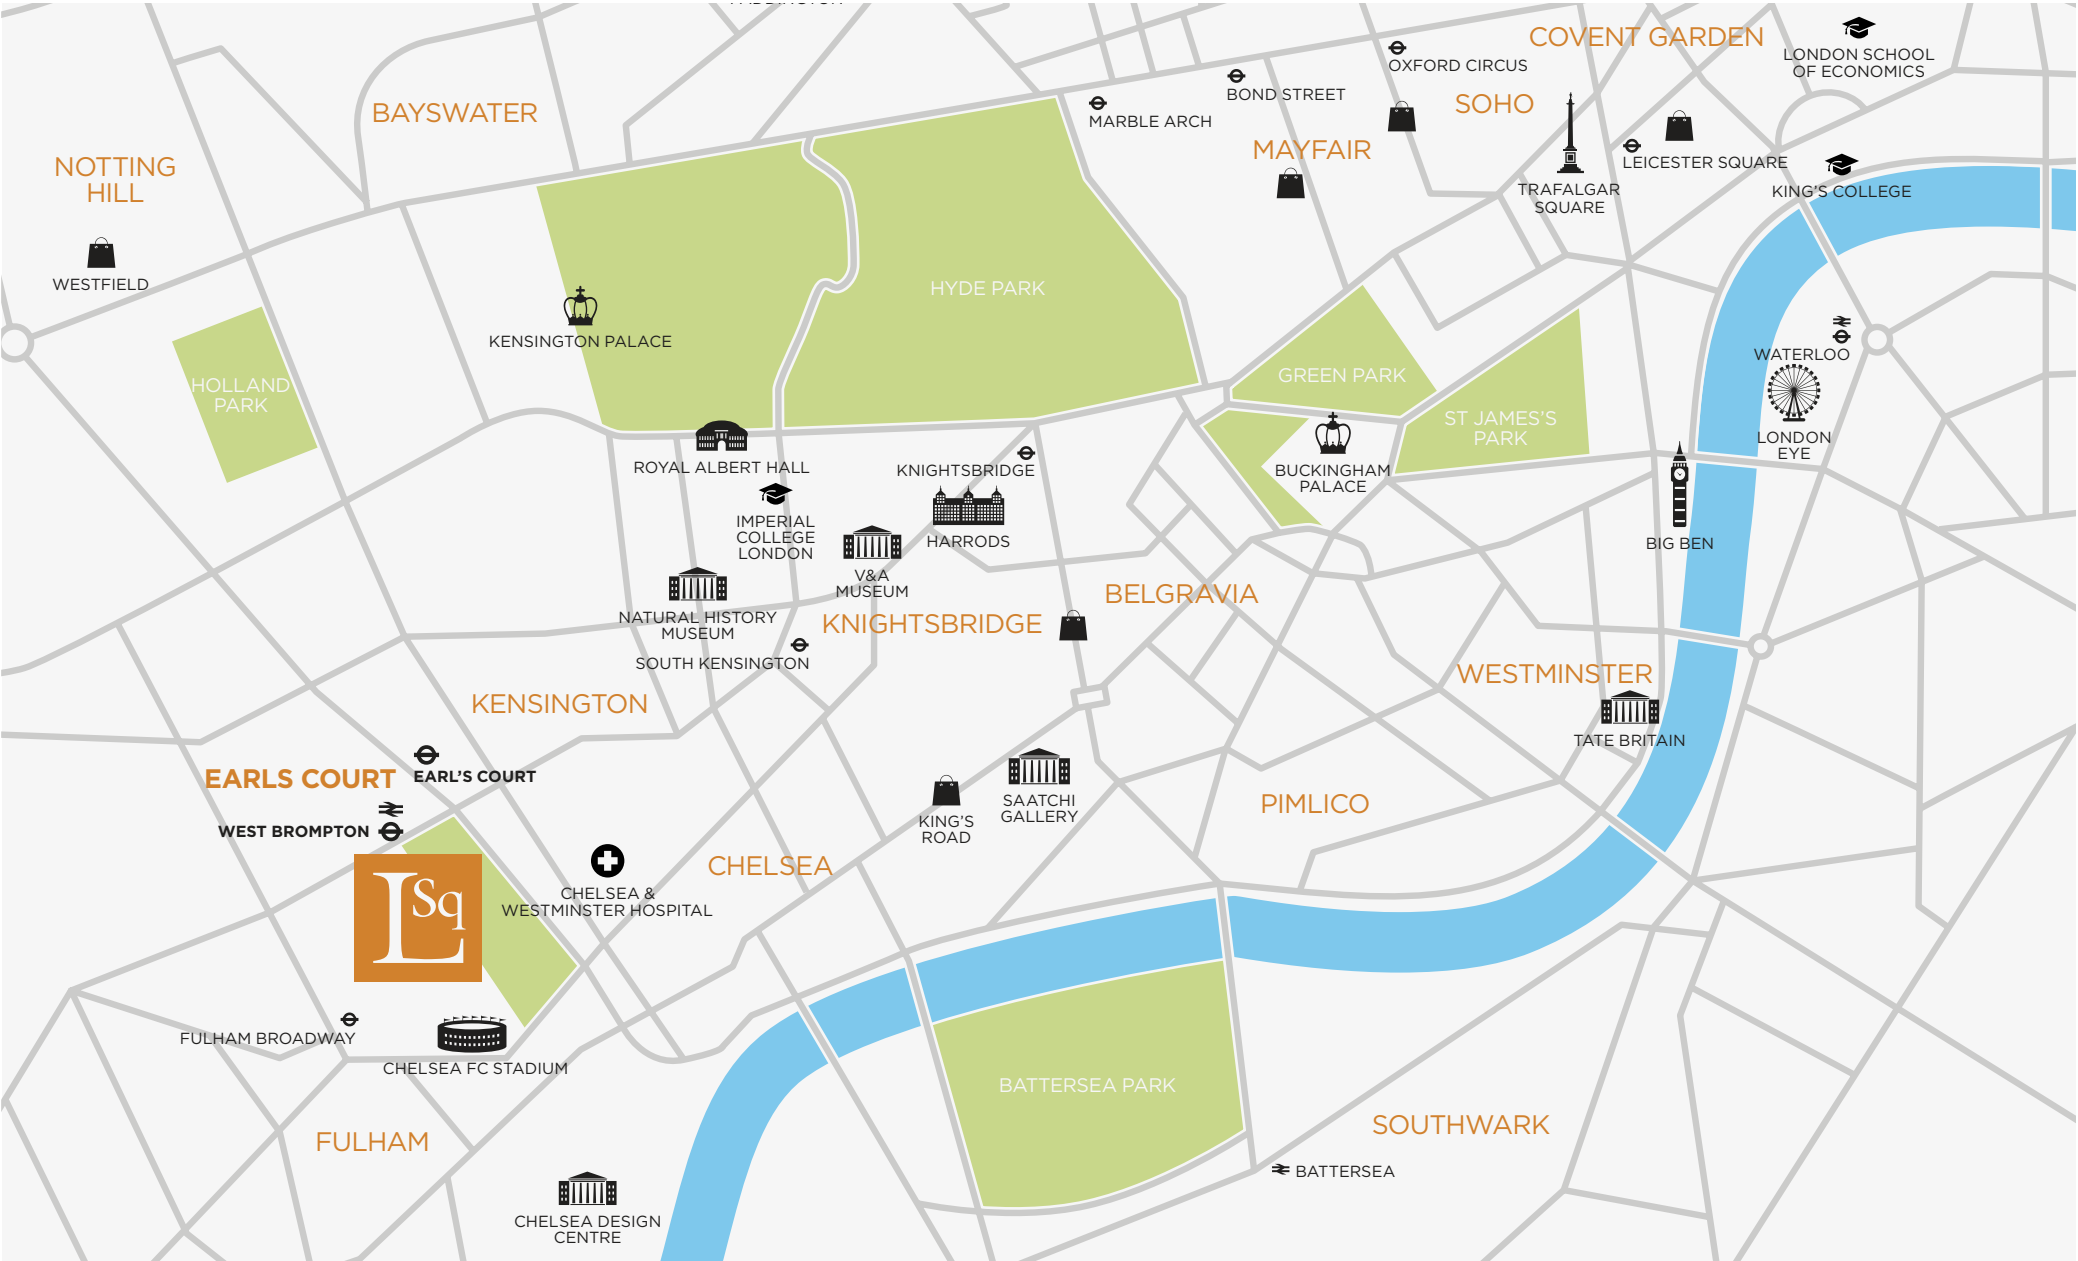 COVENT GARDEN
LONDON SCHOOL
OF ECONOMICS
OXFORD CIRCUS
BOND STREET
SOHO
MARBLE ARCH
BAYSWATER
MAYFAIR
LEICESTER SQUARE
NOTTING
HILL
TRAFALGAR
SQUARE
KING'S COLLEGE
WESTFIELD
HYDE PARK
KENSINGTON PALACE
WATERLOO
HOLLAND
PARK
GREEN PARK
ST JAMES'S
PARK
LONDON
EYE
ROYAL ALBERT HALL
KNIGHTSBRIDGE
BUCKINGHAM
PALACE
IMPERIAL
COLLEGE
LONDON
HARRODS
BIG BEN
V&A
MUSEUM
BELGRAVIA
NATURAL HISTORY
MUSEUM
KNIGHTSBRIDGE
SOUTH KENSINGTON
WESTMINSTER
KENSINGTON
TATE BRITAIN
EARLS COURT
EARL'S COURT
SAATCHI
GALLERY
PIMLICO
KING'S
ROAD
WEST BROMPTON
CHELSEA
CHELSEA &
WESTMINSTER HOSPITAL
LSq
FULHAM BROADWAY
CHELSEA FC STADIUM
BATTERSEA PARK
SOUTHWARK
FULHAM
BATTERSEA
CHELSEA DESIGN
CENTRE